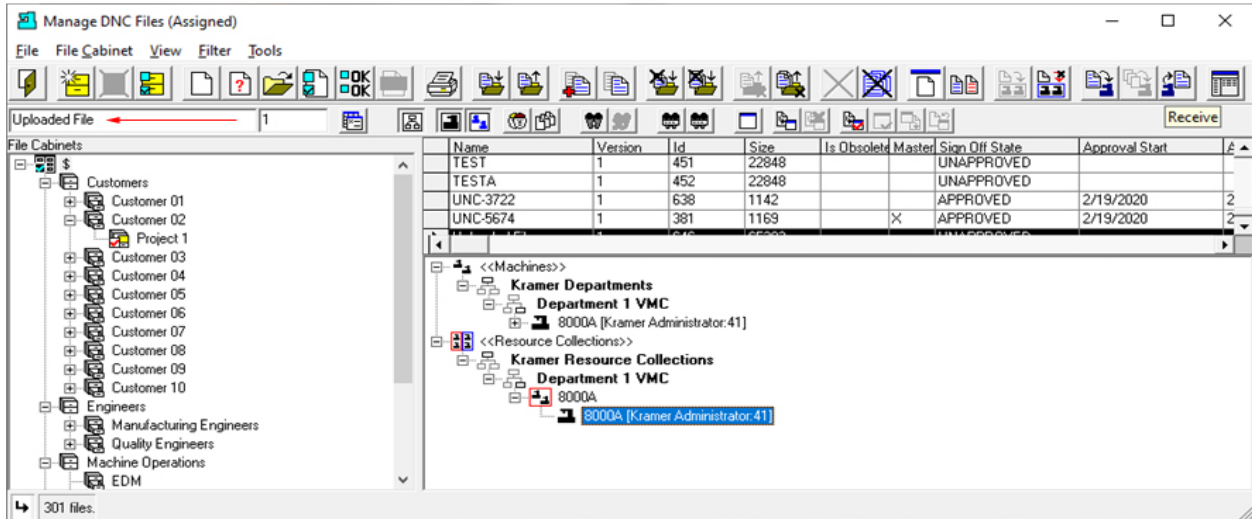 Manage DNC Files (Assigned)
File File Cabinet View Filter Tools
OK
OK
Uploaded File 1
Receive
File Cabinets
$
Customers
Customer 01
Customer 02
Project 1
Customer 03
Customer 04
Customer 05
Customer 06
Customer 07
Customer 08
Customer 09
Customer 10
Engineers
Manufacturing Engineers
Quality Engineers
Machine Operations
EDM
Name Version Id Size Is Obsolete Master Sign Off State Approval Start
TEST 1 451 22848 UNAPPROVED
TESTA 1 452 22848 UNAPPROVED
UNC-3722 1 638 1142 APPROVED 2/19/2020 2
UNC-5674 1 381 1169 X APPROVED 2/19/2020 2
<<Machines>>
Kramer Departments
Department 1 VMC
8000A [Kramer Administrator:41]
<<Resource Collections>>
Kramer Resource Collections
Department 1 VMC
8000A
8000A [Kramer Administrator:41]
301 files.